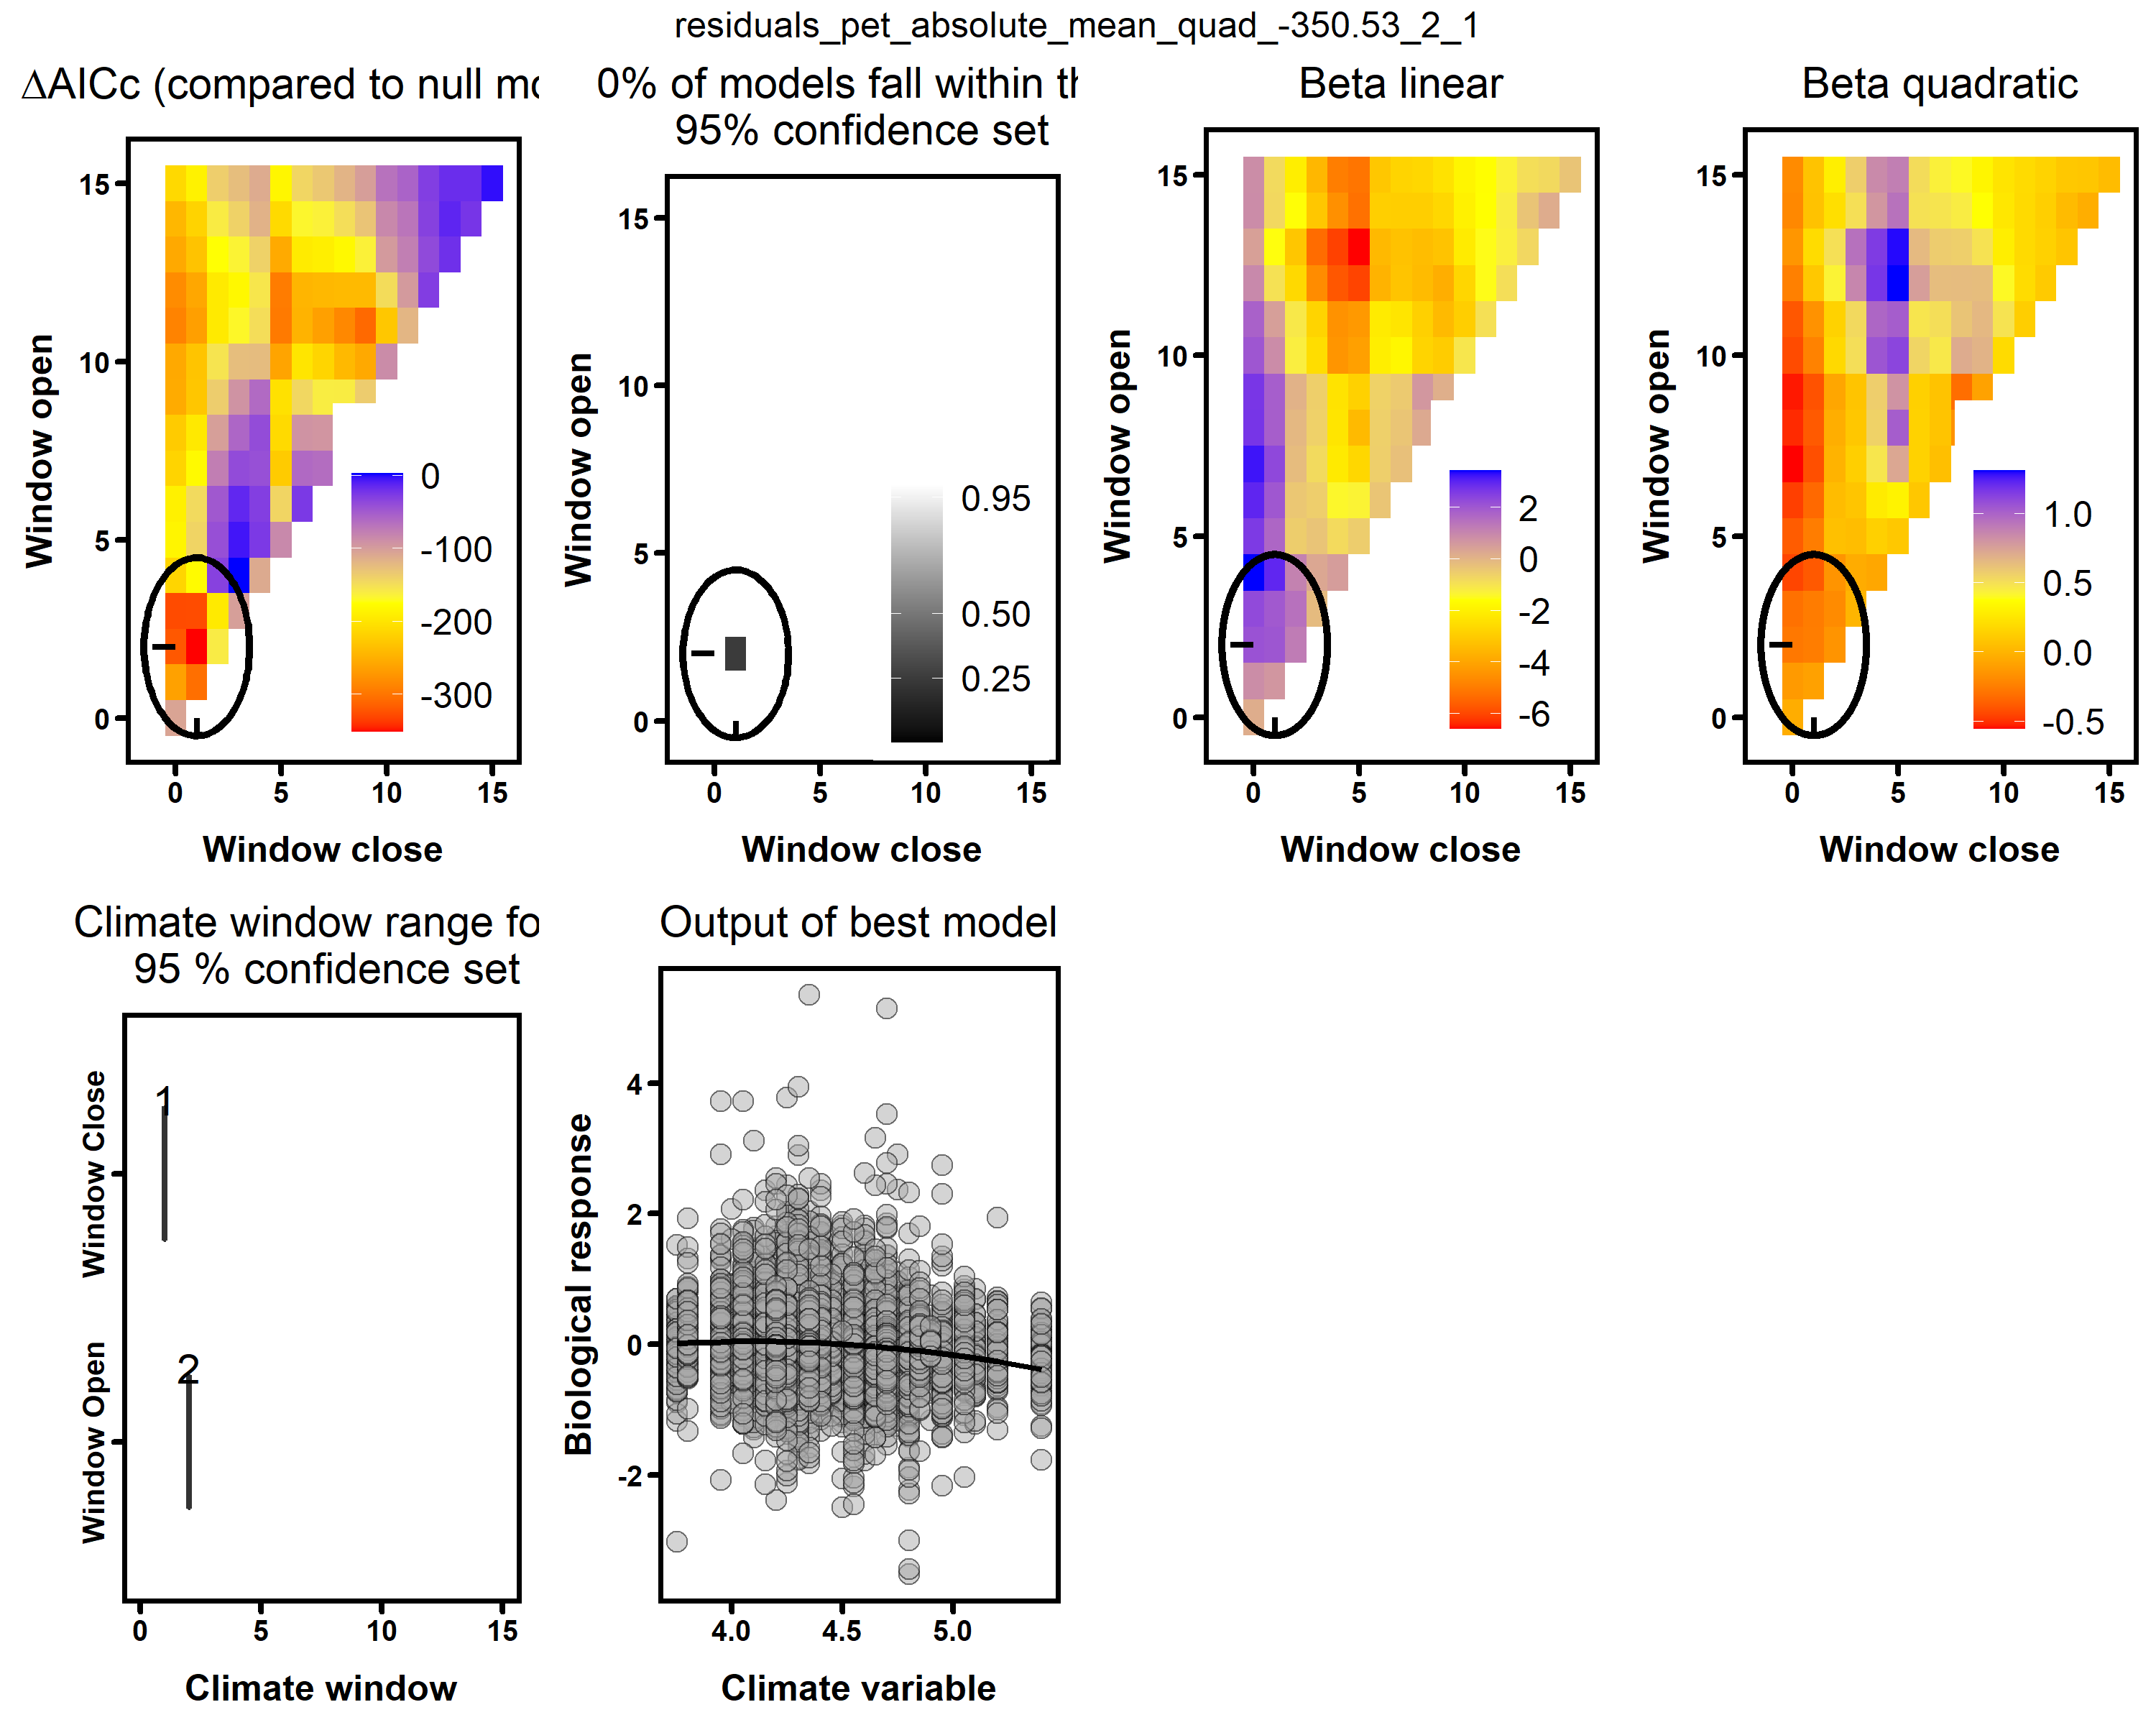 residuals_pet_absolute_mean_quad_-350.53_2_1
ΔAICc (compared to null mo
Window open
15
10
5
0
0
-100
-200
-300
0 5 10 15
Window close
0% of models fall within th
95% confidence set
Window open
15
10
5
0
0.95
0.50
0.25
0 5 10 15
Window close
Beta linear
Window open
15
10
5
0
2
0
-2
-4
-6
0 5 10 15
Window close
Beta quadratic
Window open
15
10
5
0
1.0
0.5
0.0
-0.5
0 5 10 15
Window close
Climate window range fo
95 % confidence set
Window Close
Window Open
1
2
0 5 10 15
Climate window
Output of best model
Biological response
4
2
0
-2
4.0 4.5 5.0
Climate variable